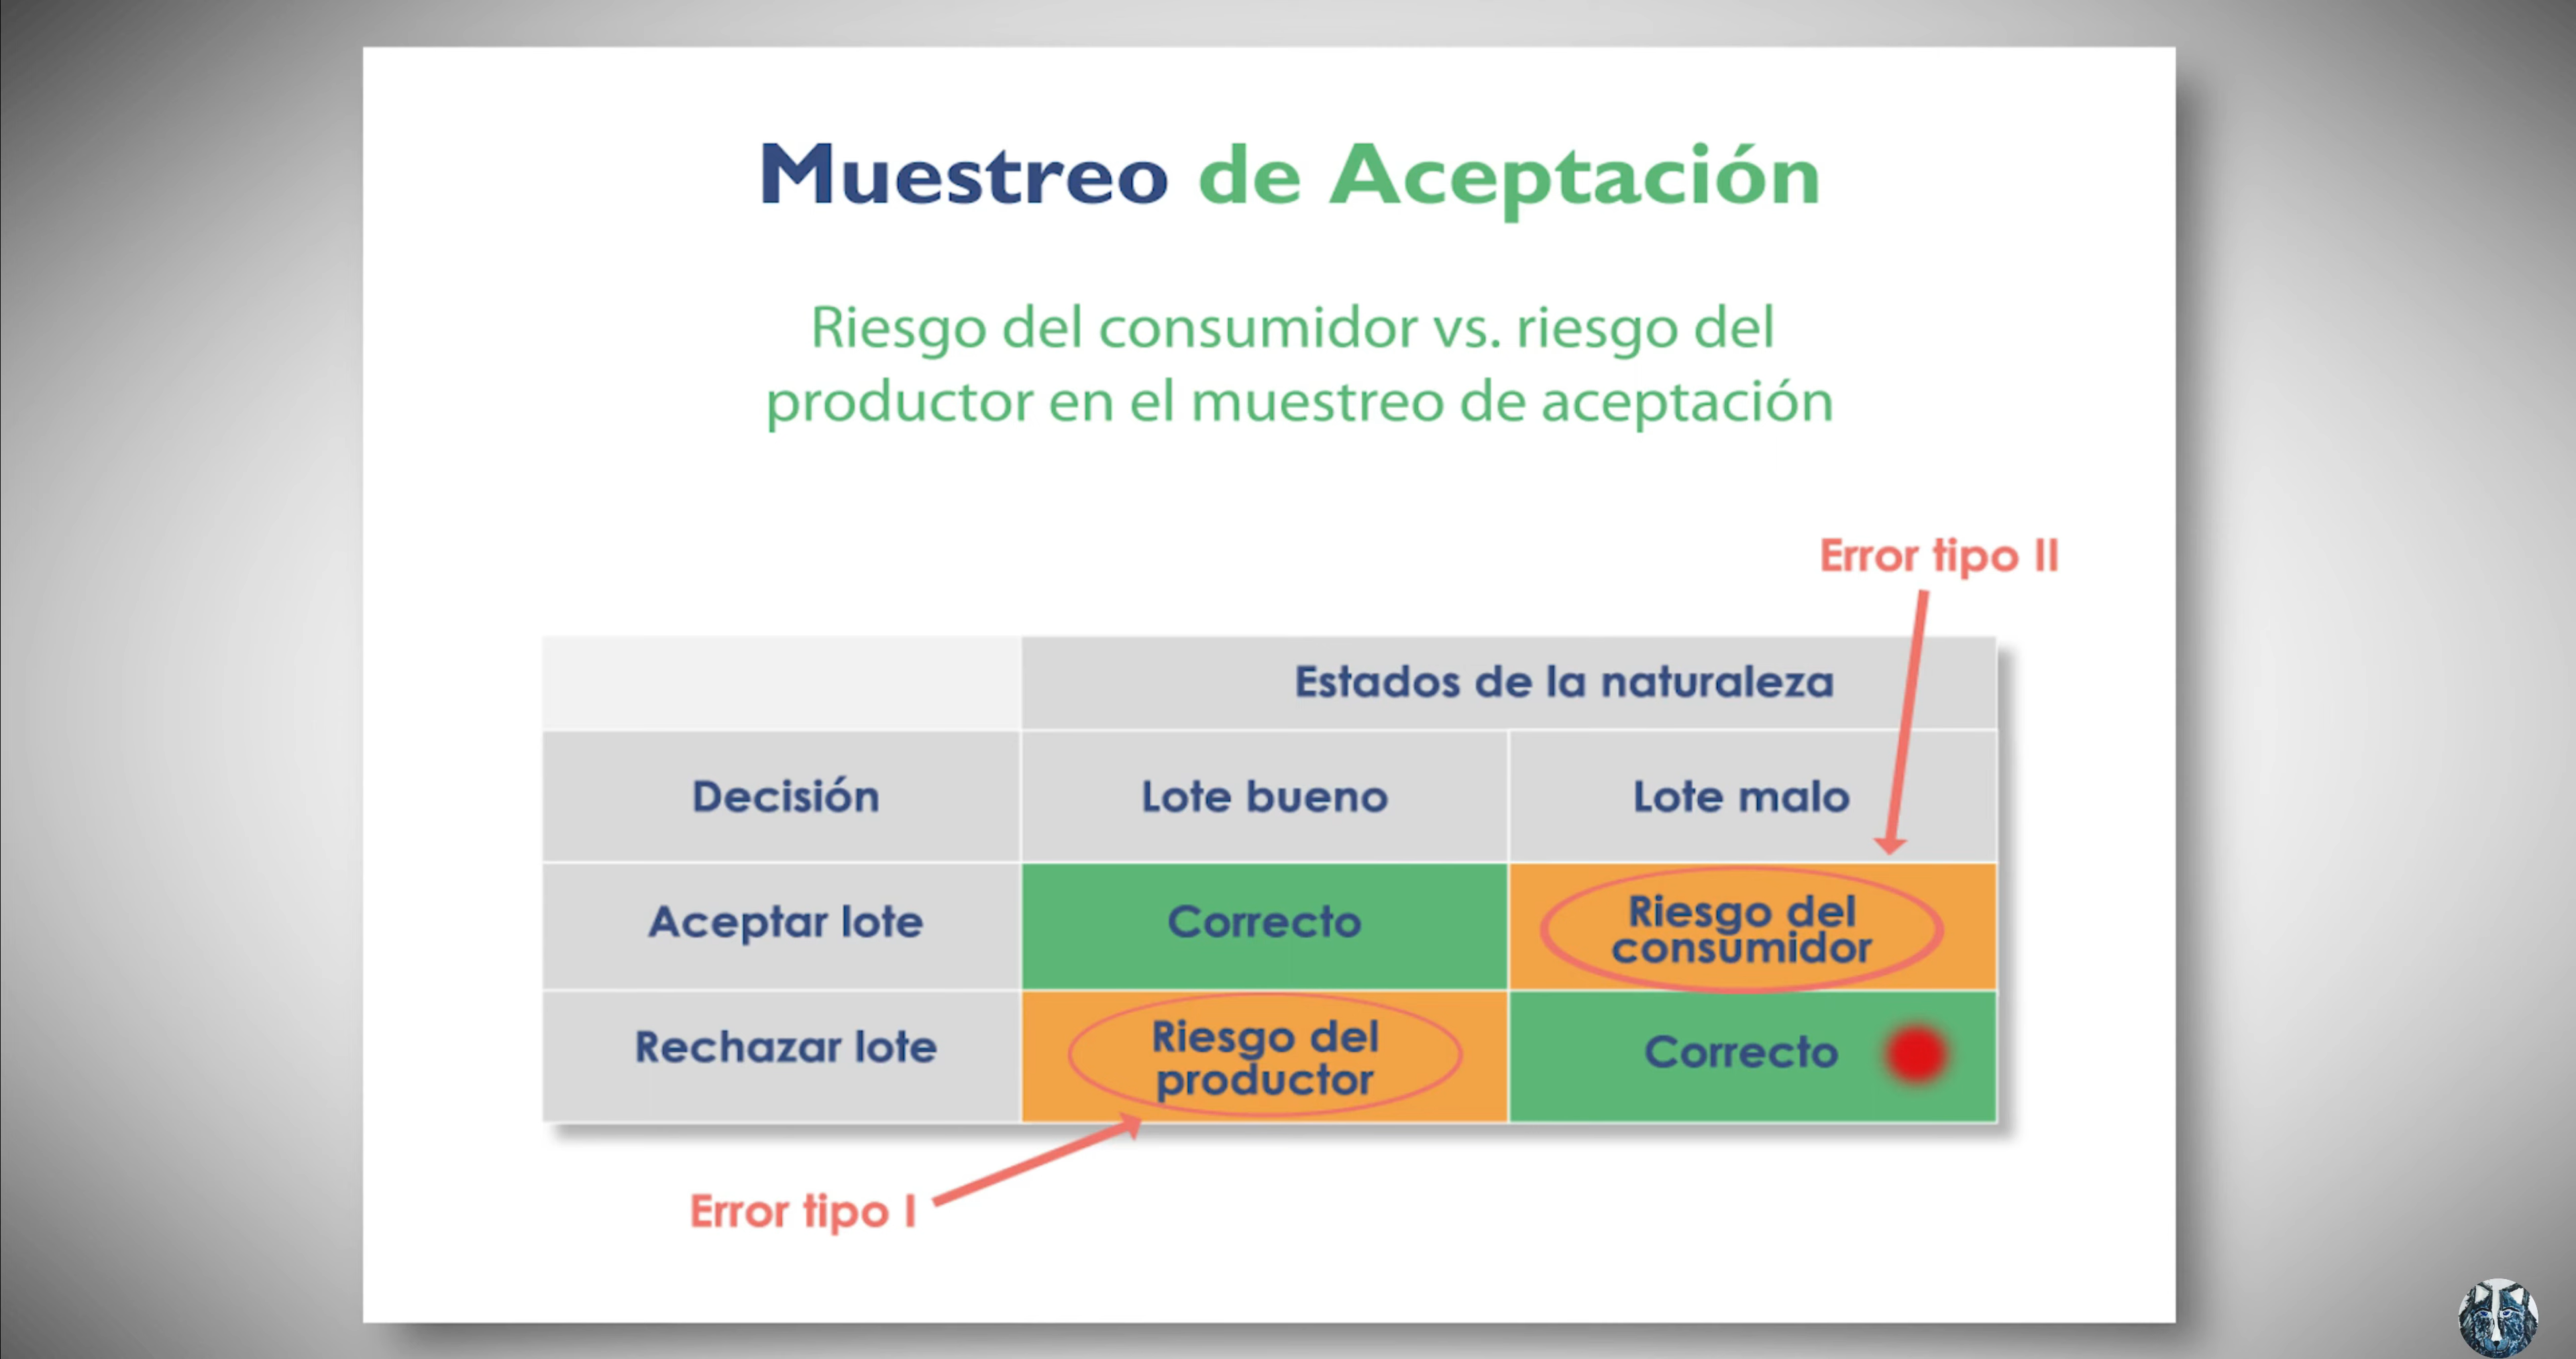 Muestreo de Aceptación
Riesgo del consumidor vs. riesgo del
productor en el muestreo de aceptación
Error tipo II
Estados de la naturaleza
Decisión
Lote bueno
Lote malo
Aceptar lote
Correcto
Riesgo del
consumidor
Rechazar lote
Riesgo del
productor
Correcto
Error tipo I